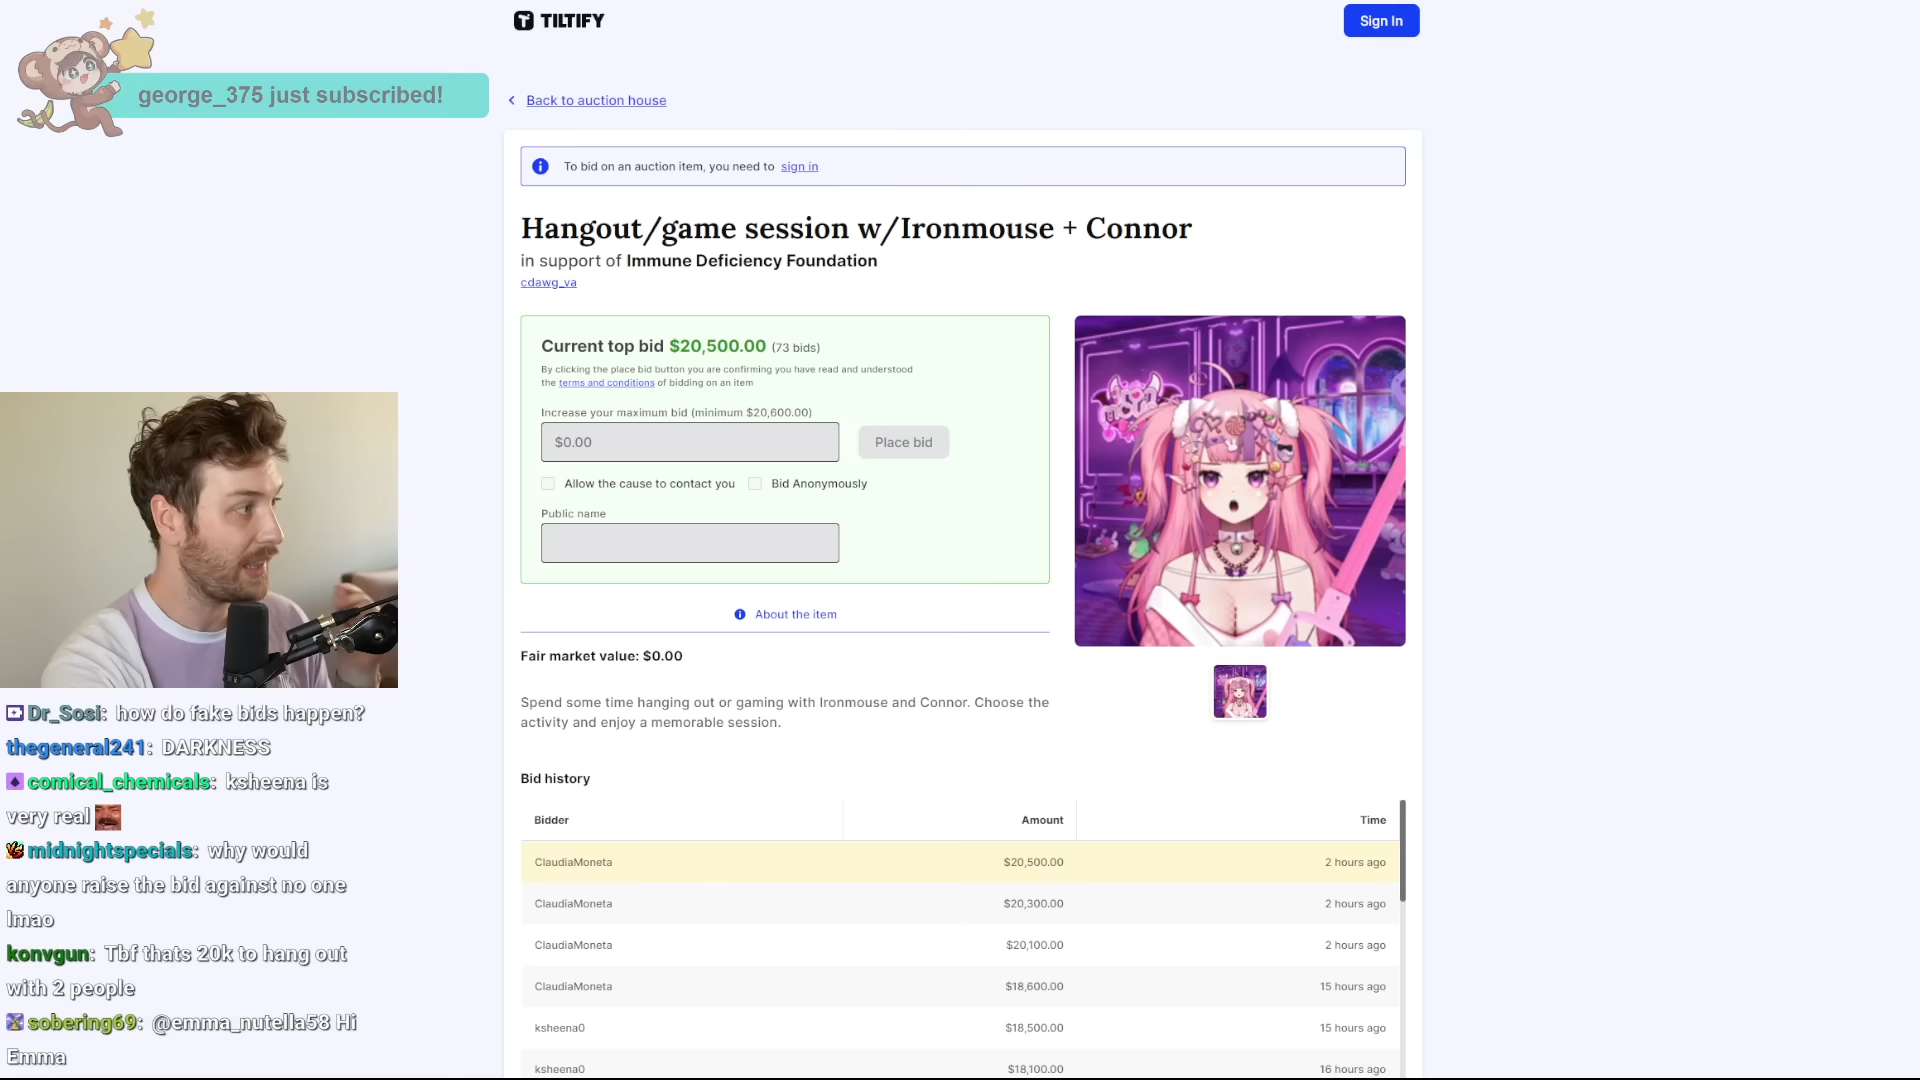 TILTIFY
Sign In
george_375 just subscribed!
Back to auction house
To bid on an auction item, you need to sign in
Hangout/game session w/Ironmouse + Connor
in support of Immune Deficiency Foundation
cdawg_va
Current top bid $20,500.00 (73 bids)
By clicking the place bid button you are confirming you have read and understood
the terms and conditions of bidding on an item
Increase your maximum bid (minimum $20,600.00)
$0.00
Place bid
Allow the cause to contact you
Bid Anonymously
Public name
About the item
Fair market value: $0.00
Spend some time hanging out or gaming with Ironmouse and Connor. Choose the
activity and enjoy a memorable session.
Bid history
Bidder Amount Time
ClaudiaMoneta $20,500.00 2 hours ago
ClaudiaMoneta $20,300.00 2 hours ago
ClaudiaMoneta $20,100.00 2 hours ago
ClaudiaMoneta $18,600.00 15 hours ago
ksheena0 $18,500.00 15 hours ago
ksheena0 $18,100.00 16 hours ago
Dr_Sosi: how do fake bids happen?
thegeneral241: DARKNESS
comical_chemicals: ksheena is
very real
midnightspecials: why would
anyone raise the bid against no one
lmao
konvgun: Tbf thats 20k to hang out
with 2 people
sobering69: @emma_nutella58 Hi
Emma